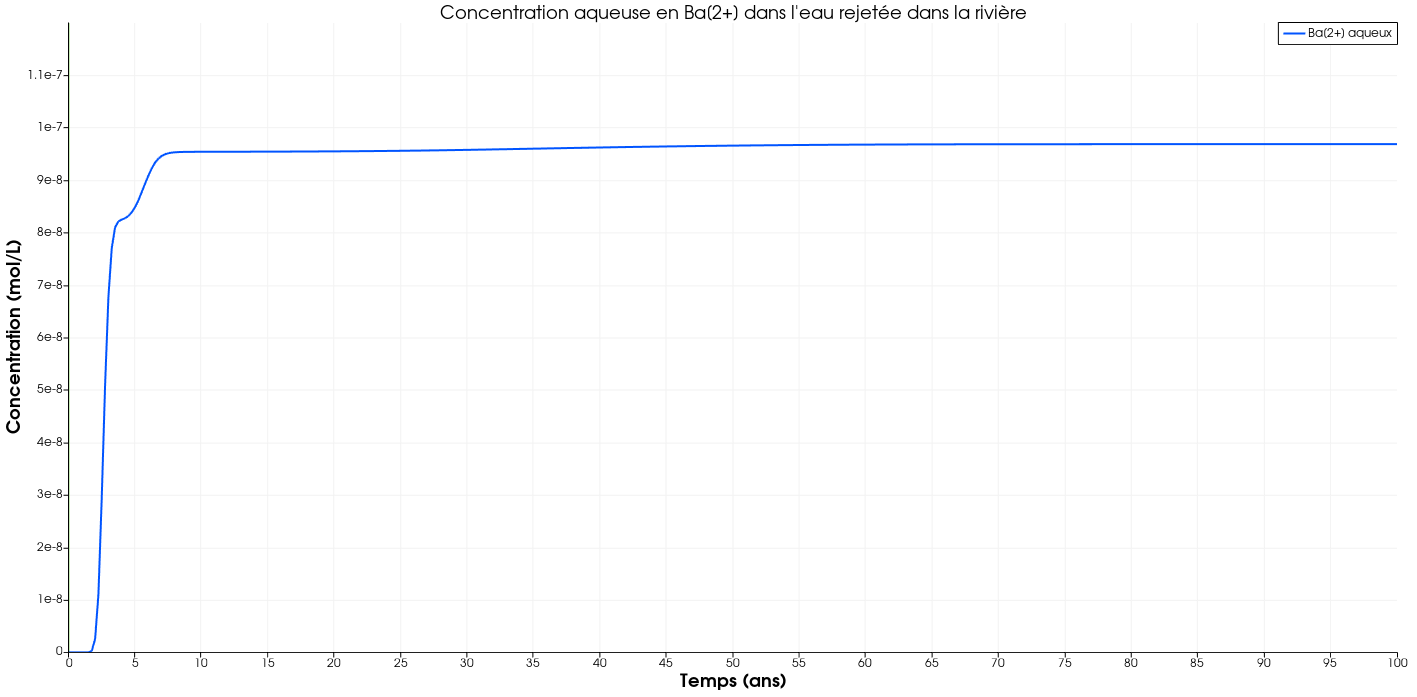 Concentration aqueuse en Ba(2+) dans l'eau rejetée dans la rivière
Ba(2+) aqueux
Concentration (mol/L)
1.1e-7
1e-7
9e-8
8e-8
7e-8
6e-8
5e-8
4e-8
3e-8
2e-8
1e-8
0
0 5 10 15 20 25 30 35 40 45 50 55 60 65 70 75 80 85 90 95 100
Temps (ans)